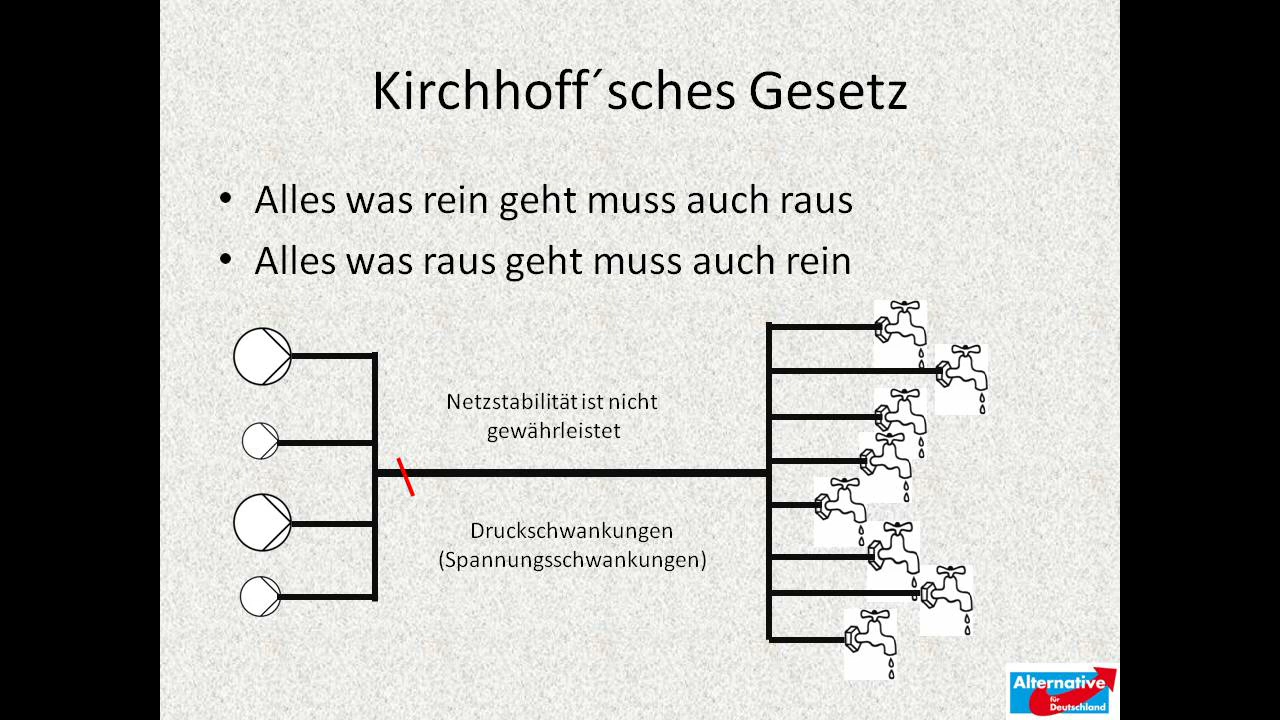 Kirchhoff´sches Gesetz
• Alles was rein geht muss auch raus
• Alles was raus geht muss auch rein
Netzstabilität ist nicht
gewährleistet
Druckschwankungen
(Spannungsschwankungen)
Alternative
für
Deutschland